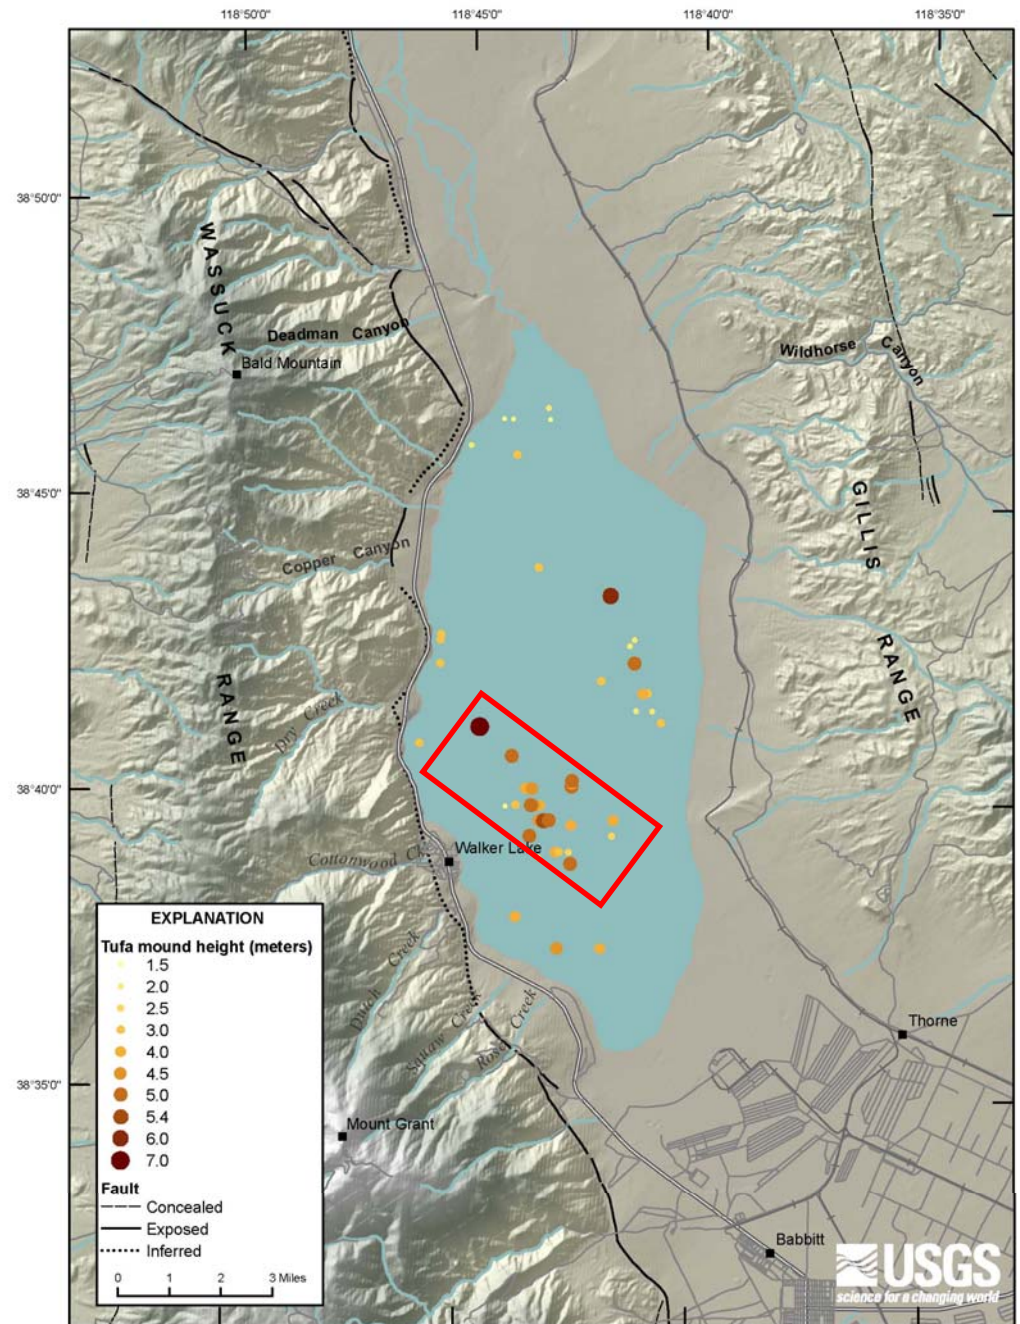 118°50'0"
118°45'0"
118°40'0"
118°35'0"
38°50'0"
WASSUCK
Deadman Canyon
Bald Mountain
Wildhorse Canyon
38°45'0"
GILLIS
Copper Canyon
RANGE
RANGE
Dry Creek
38°40'0"
Walker Lake
Cottonwood
EXPLANATION
Tufa mound height (meters)
1.5
2.0
2.5
3.0
4.0
4.5
5.0
5.4
6.0
7.0
Fault
Concealed
Exposed
Inferred
0 1 2 3 Miles
Creek
Squaw Creek
Rose Creek
Thorne
38°35'0"
Mount Grant
Babbitt
USGS
science for a changing world